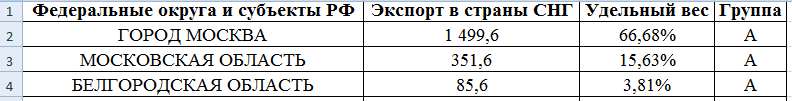 1 Федеральные округа и субъекты РФ Экспорт в страны СНГ Удельный вес Группа
2 ГОРОД МОСКВА 1 499,6 66,68% А
3 МОСКОВСКАЯ ОБЛАСТЬ 351,6 15,63% А
4 БЕЛГОРОДСКАЯ ОБЛАСТЬ 85,6 3,81% А